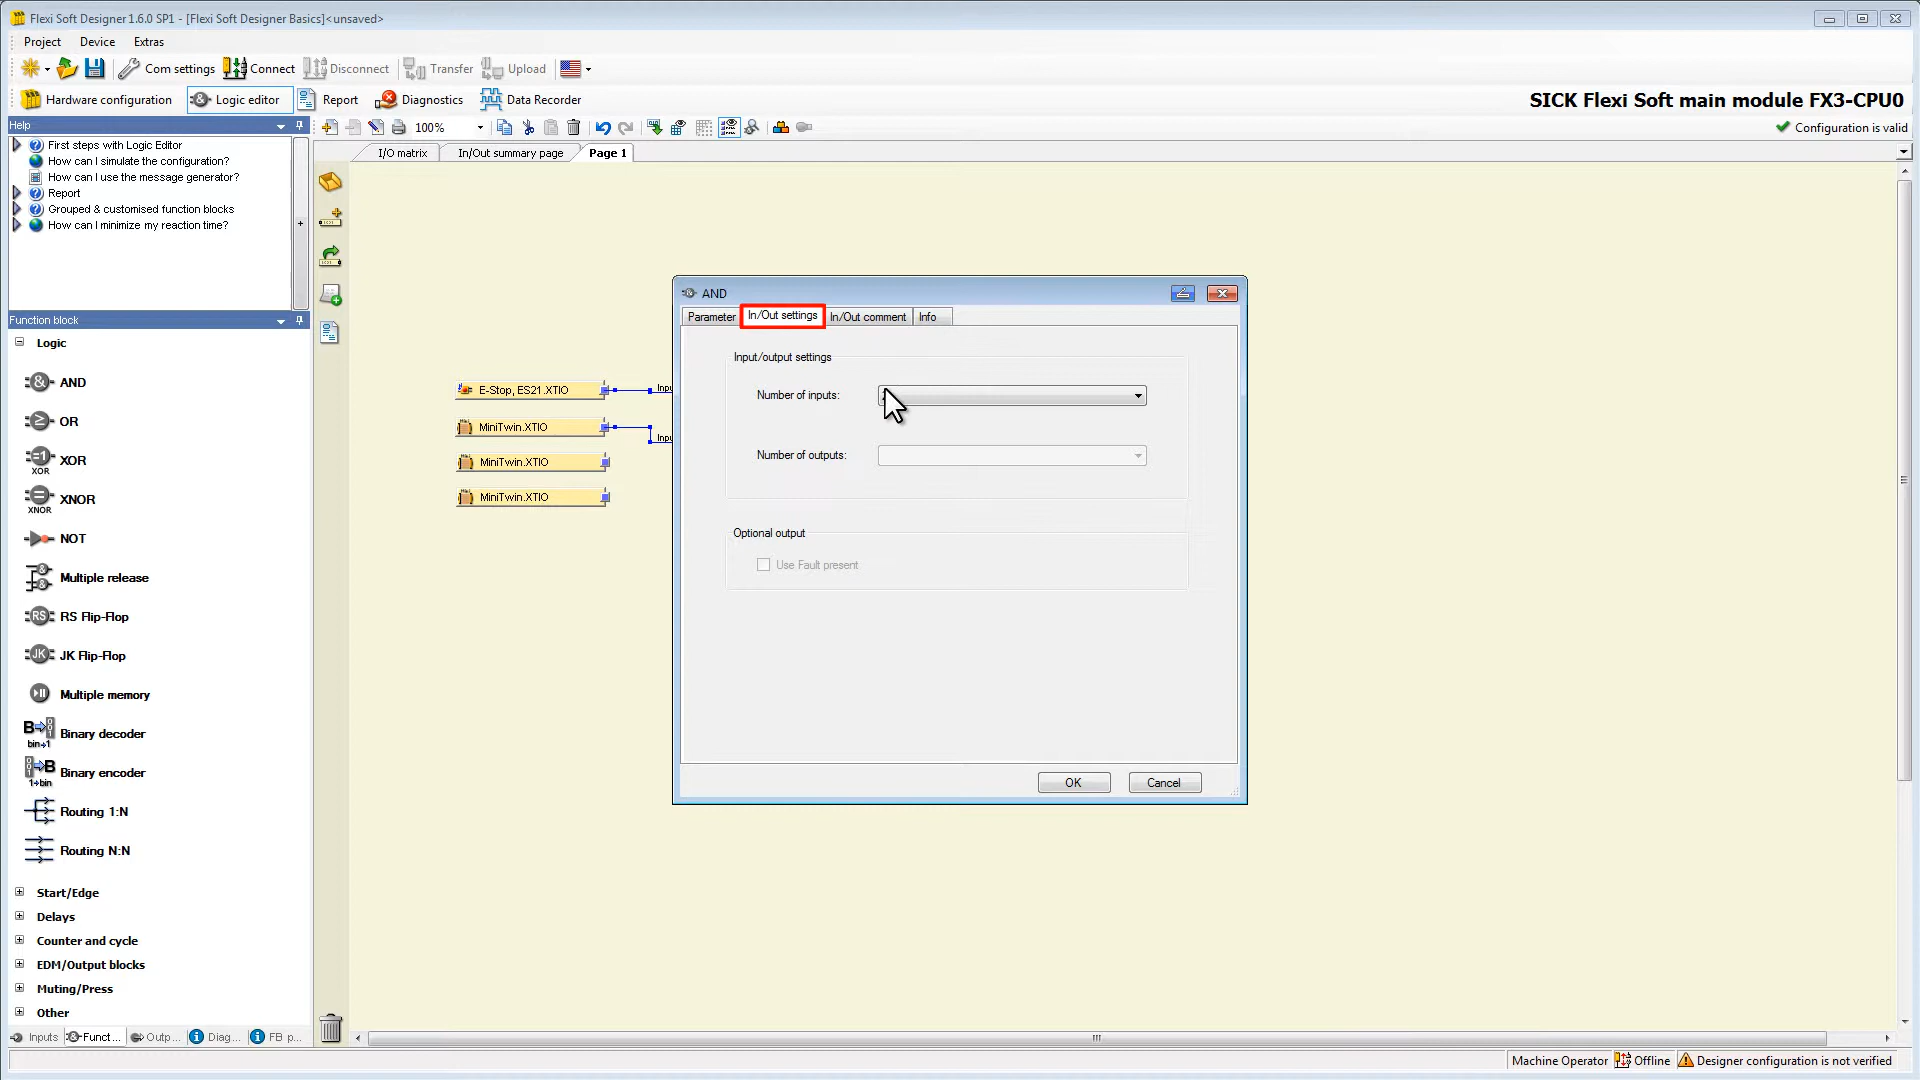 Flexi Soft Designer 1.6.0 SP1 - [Flexi Soft Designer Basics]<unsaved>
Project Device Extras
Com settings Connect Disconnect Transfer Upload
Hardware configuration Logic editor Report Diagnostics Data Recorder
SICK Flexi Soft main module FX3-CPU0
Help
100%
Configuration is valid
First steps with Logic Editor
How can I simulate the configuration?
How can I use the message generator?
Report
Grouped & customised function blocks
How can I minimize my reaction time?
I/O matrix In/Out summary page Page 1
Function block
Logic
AND
OR
XOR
XOR
XNOR
XNOR
NOT
Multiple release
RS RS Flip-Flop
JK JK Flip-Flop
Multiple memory
Binary decoder
bin→1
Binary encoder
1→bin
Routing 1:N
Routing N:N
Start/Edge
Delays
Counter and cycle
EDM/Output blocks
Muting/Press
Other
Inputs Funct... Outp... Diag... FB p...
E-Stop, ES21.XTIO
MiniTwin.XTIO
MiniTwin.XTIO
MiniTwin.XTIO
AND
Parameter In/Out settings In/Out comment Info
Input/output settings
Number of inputs:
Number of outputs:
Optional output
Use Fault present
OK Cancel
Machine Operator Offline Designer configuration is not verified